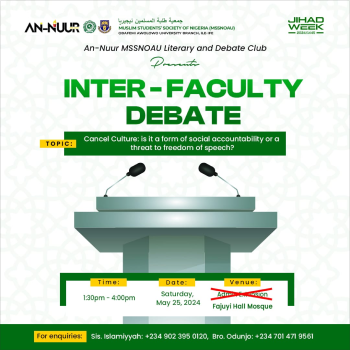 AN-NUUR
جمعية طلبة المسلمين نيجيريا
MUSLIM STUDENTS' SOCIETY OF NIGERIA (MSSNOAU)
OBAFEMI AWOLOWO UNIVERSITY BRANCH, ILE-IFE
JIHAD
WEEK
An-Nuur MSSNOAU Literary and Debate Club
Presents
INTER - FACULTY
DEBATE
TOPIC:
Cancel Culture: is it a form of social accountability or a
threat to freedom of speech?
Time:
1:30pm - 4:00pm
Date:
Saturday,
May 25, 2024
Venue:
Fajuyi Hall Mosque
For enquiries: Sis. Islamiyyah: +234 902 395 0120, Bro. Odunjo: +234 701 471 9561